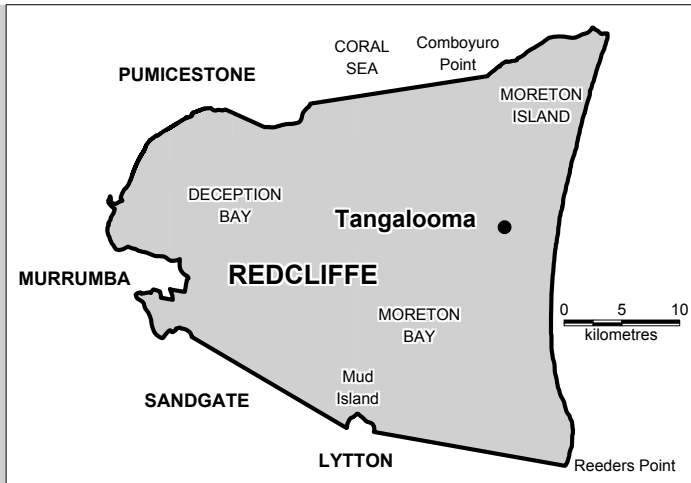 CORAL
SEA
Comboyuro
Point
PUMICESTONE
MORETON
ISLAND
DECEPTION
BAY
Tangalooma
MURRUMBA
REDCLIFFE
MORETON
BAY
0 5 10
kilometres
Mud
Island
SANDGATE
LYTTON
Reeders Point